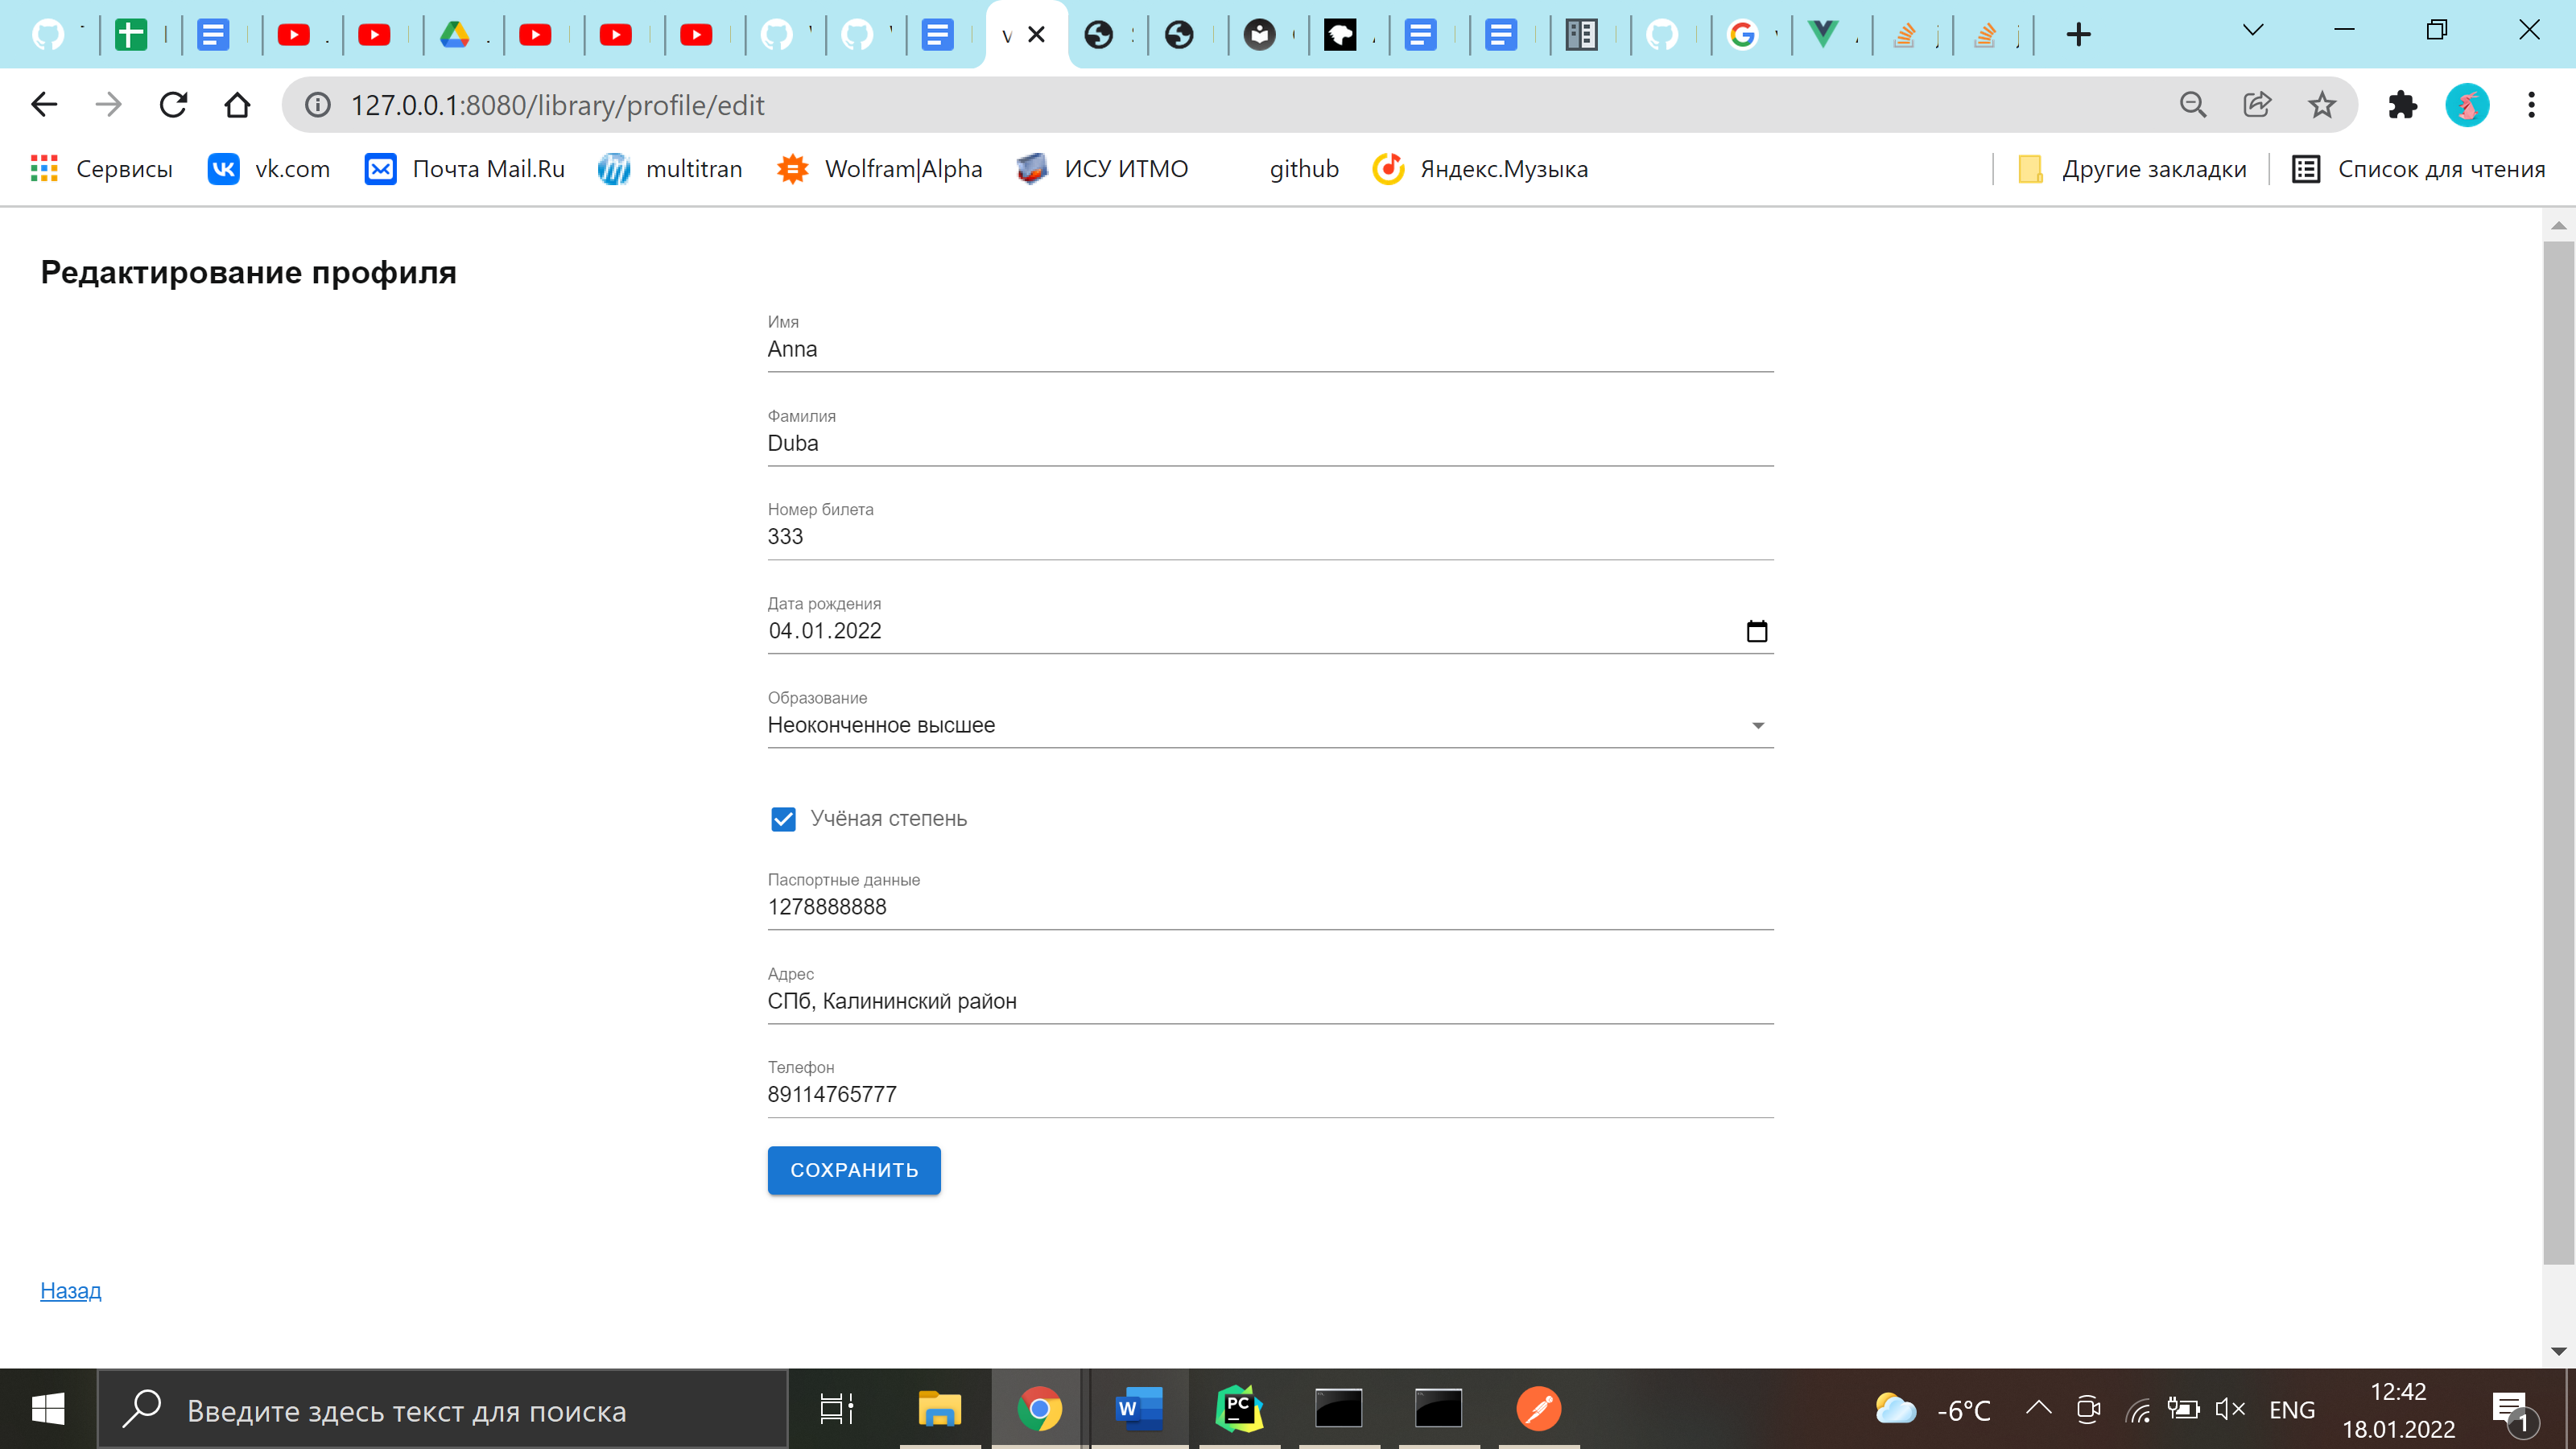 127.0.0.1:8080/library/profile/edit
Сервисы vk.com Почта Mail.Ru multitran Wolfram|Alpha ИСУ ИТМО github Яндекс.Музыка Другие закладки Список для чтения
Редактирование профиля
Имя
Anna
Фамилия
Duba
Номер билета
333
Дата рождения
04.01.2022
Образование
Неоконченное высшее
Учёная степень
Паспортные данные
1278888888
Адрес
СПб, Калининский район
Телефон
89114765777
СОХРАНИТЬ
Назад
Введите здесь текст для поиска
-6°C ENG
12:42
18.01.2022
1